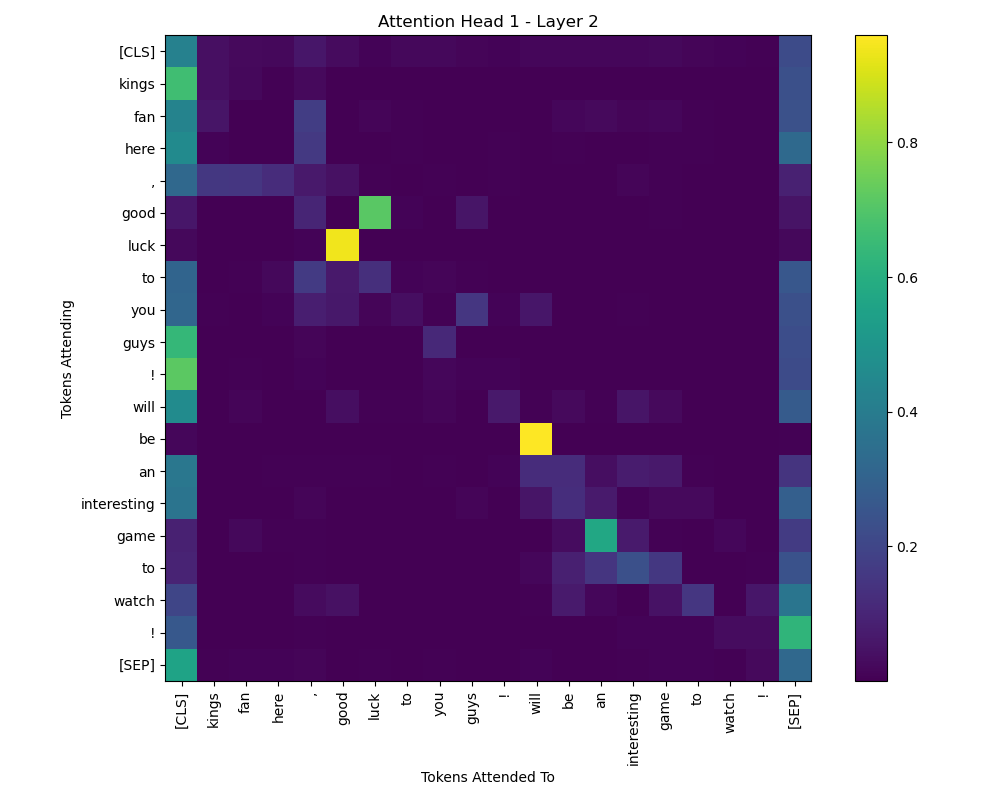 Attention Head 1 - Layer 2
[CLS]
kings
fan
here
,
good
luck
to
you
guys
!
will
be
an
interesting
game
to
watch
!
[SEP]
Tokens Attending
[CLS]
kings
fan
here
,
good
luck
to
you
guys
!
will
be
an
interesting
game
to
watch
!
[SEP]
Tokens Attended To
0.8
0.6
0.4
0.2